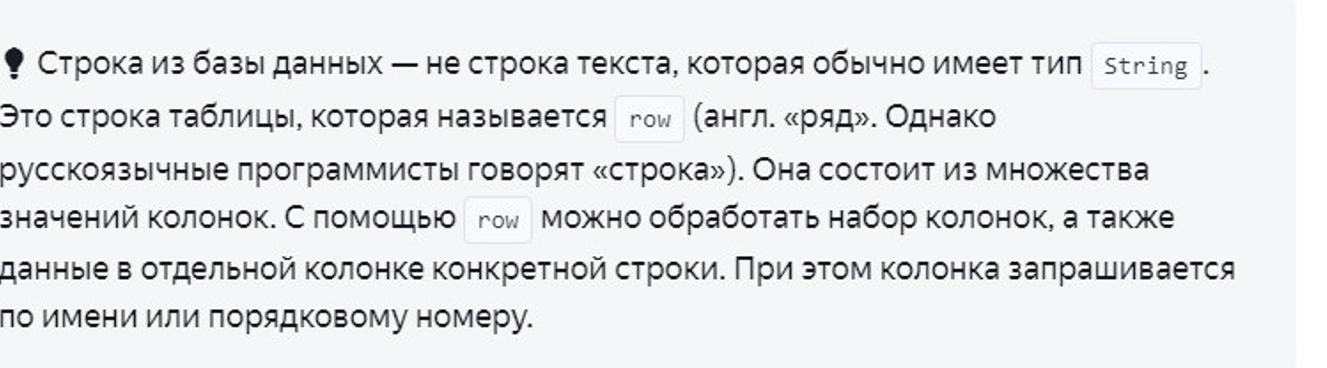 Строка из базы данных — не строка текста, которая обычно имеет тип String.
Это строка таблицы, которая называется row (англ. «ряд». Однако
русскоязычные программисты говорят «строка»). Она состоит из множества
значений колонок. С помощью row можно обработать набор колонок, а также
данные в отдельной колонке конкретной строки. При этом колонка запрашивается
по имени или порядковому номеру.